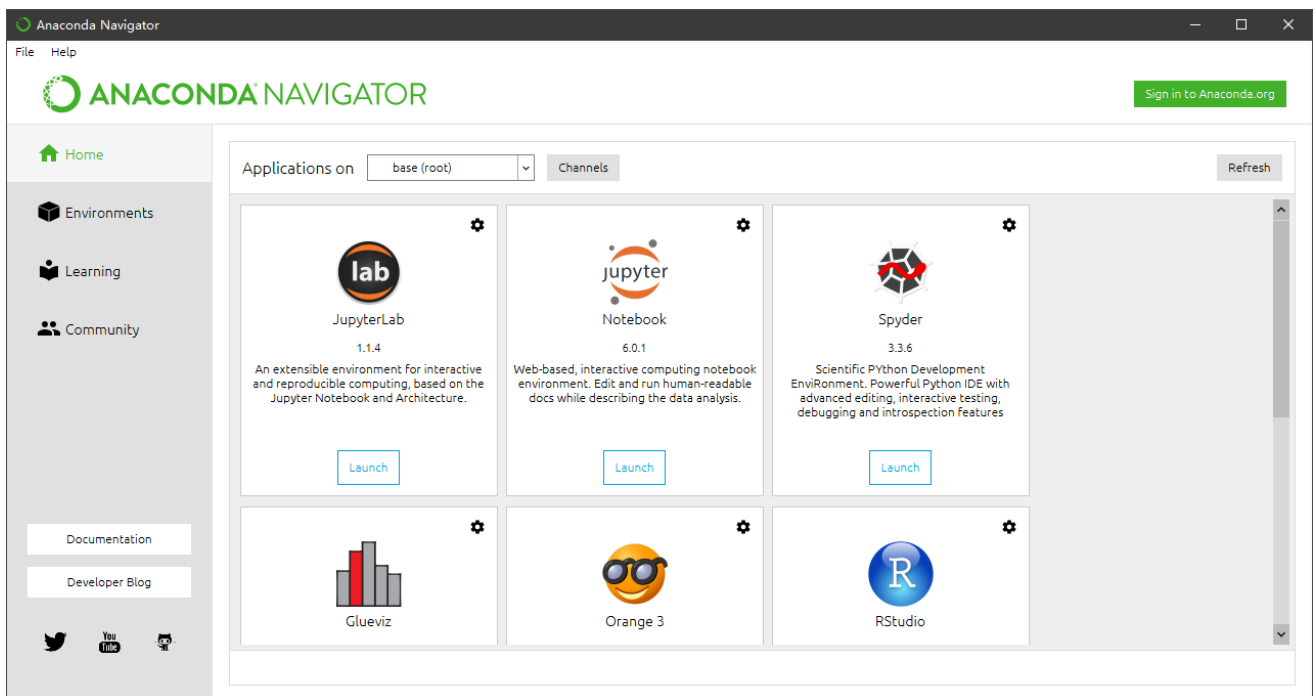 Anaconda Navigator
File Help
ANACONDA NAVIGATOR
Sign in to Anaconda.org
Home
Environments
Learning
Community
Documentation
Developer Blog
You
Tube
Applications on base (root) Channels Refresh
lab
JupyterLab
1.1.4
An extensible environment for interactive
and reproducible computing, based on the
Jupyter Notebook and Architecture.
Launch
jupyter
Notebook
6.0.1
Web-based, interactive computing notebook
environment. Edit and run human-readable
docs while describing the data analysis.
Launch
Spyder
3.3.6
Scientific PYthon Development
EnviRonment. Powerful Python IDE with
advanced editing, interactive testing,
debugging and introspection features
Launch
Glueviz
Orange 3
R
RStudio